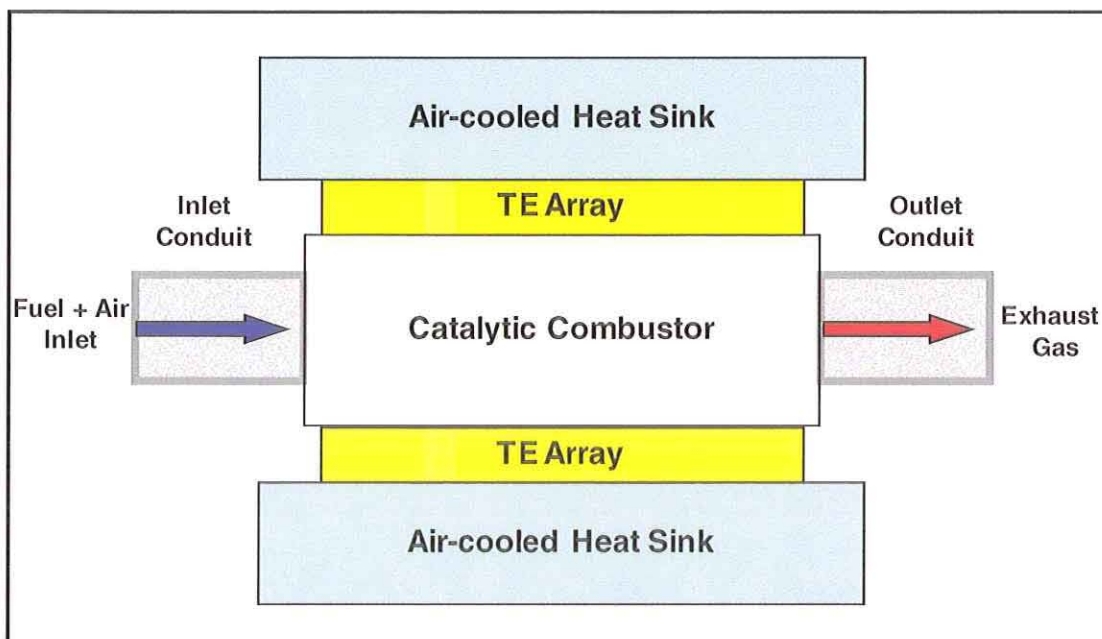 Air-cooled Heat Sink
TE Array
Inlet
Conduit
Outlet
Conduit
Fuel + Air
Inlet
Catalytic Combustor
Exhaust
Gas
TE Array
Air-cooled Heat Sink